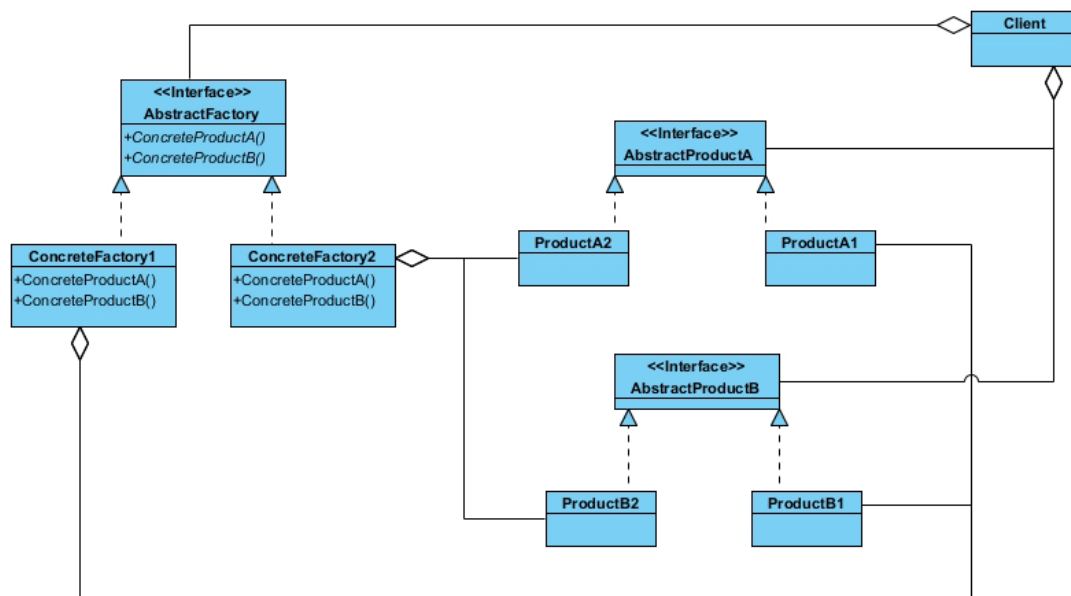 Client
<<Interface>>
AbstractFactory
+ConcreteProductA()
+ConcreteProductB()
<<Interface>>
AbstractProductA
ConcreteFactory1
+ConcreteProductA()
+ConcreteProductB()
ConcreteFactory2
+ConcreteProductA()
+ConcreteProductB()
ProductA2
ProductA1
<<Interface>>
AbstractProductB
ProductB2
ProductB1